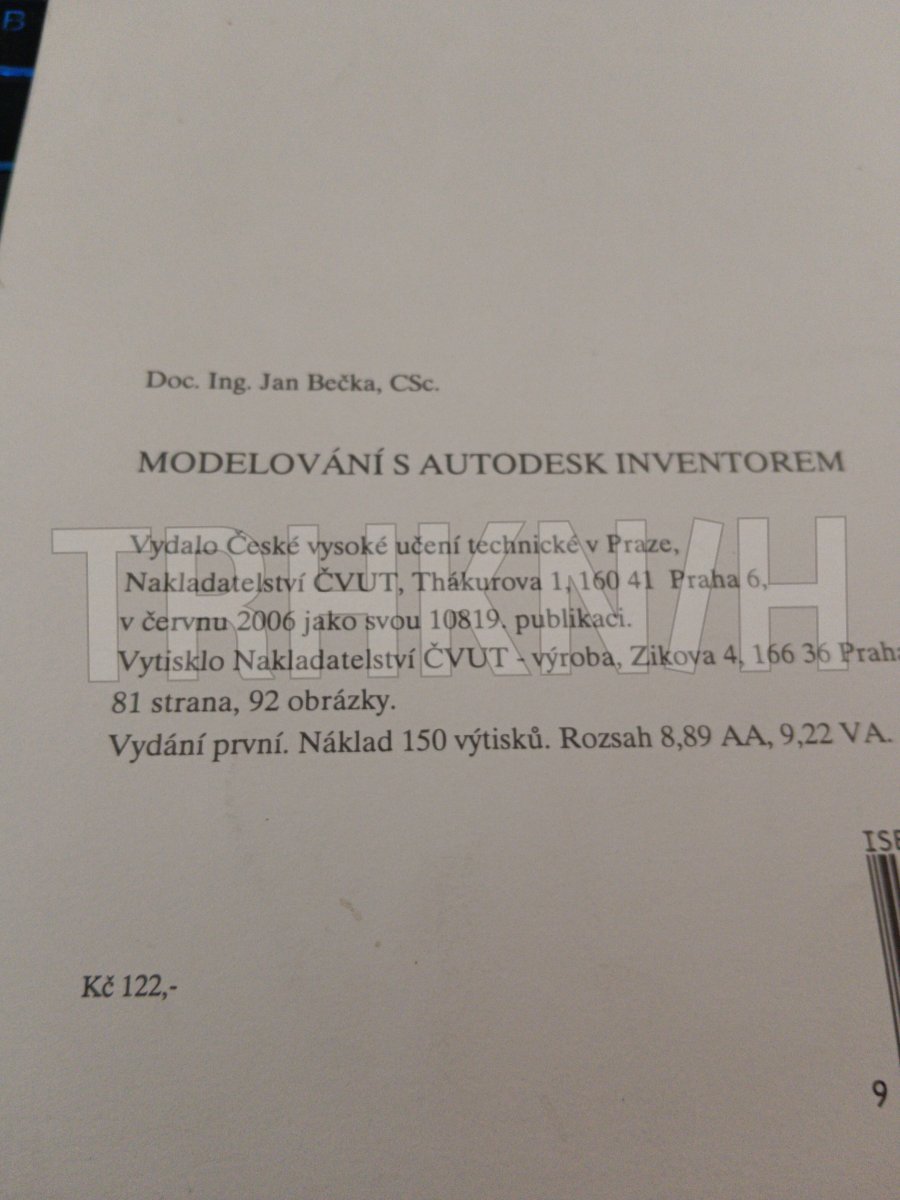 B
Doc. Ing. Jan Bečka, CSc.
MODELOVÁNÍ S AUTODESK INVENTOREM
Vydalo České vysoké učení technické v Praze,
Nakladatelství ČVUT, Thákurova 1, 160 41 Praha 6,
v červnu 2006 jako svou 10819. publikaci.
Vytisklo Nakladatelství ČVUT - výroba, Zikova 4, 166 36 Praha
81 strana, 92 obrázky.
Vydání první. Náklad 150 výtisků. Rozsah 8,89 AA, 9,22 VA.
TRHKNIH
Kč 122,-
9